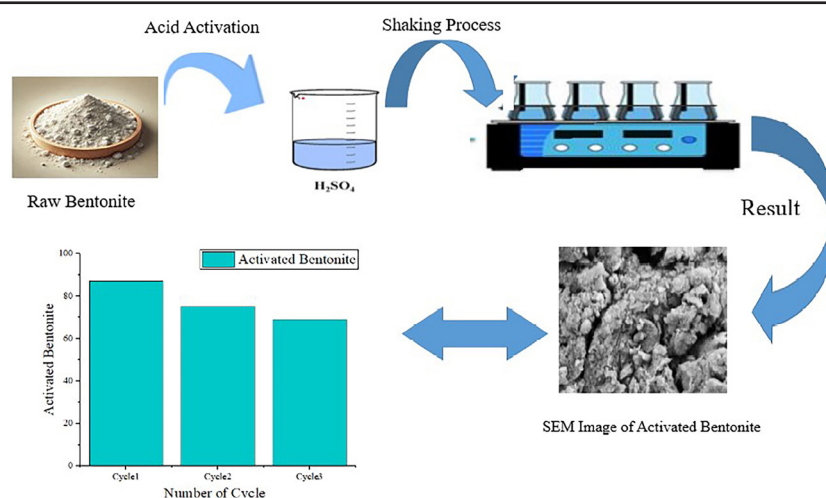 Acid Activation
Shaking Process
Raw Bentonite
H₂SO₄
Result
Activated Bentonite
100
80
60
40
20
0
Activated Bentonite
Cycle1 Cycle2 Cycle3
Number of Cycle
SEM Image of Activated Bentonite